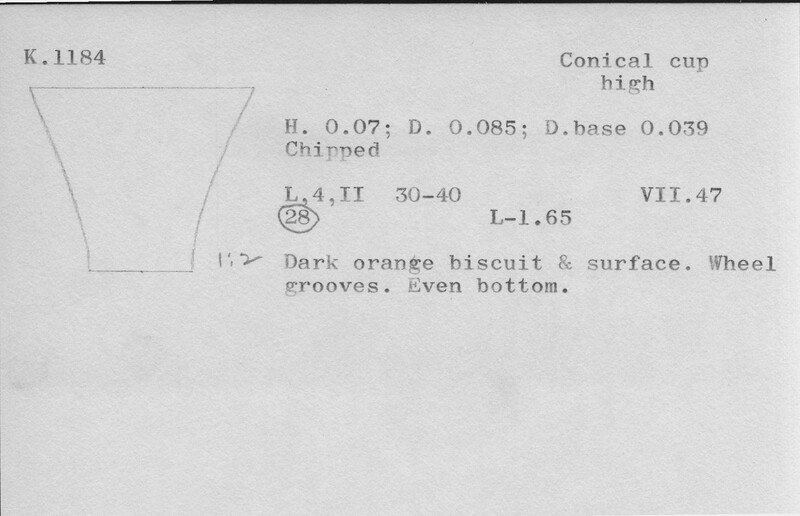 K.1184
Conical cup
high
H. 0.07; D. 0.085; D.base 0.039
Chipped
L,4,II 30-40 VII.47
28 L-1.65
1:2 Dark orange biscuit & surface. Wheel
grooves. Even bottom.